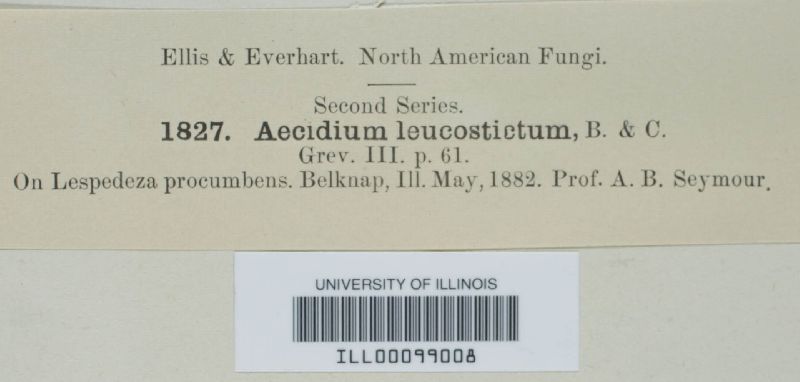 Ellis & Everhart. North American Fungi.
Second Series.
1827. Aecidium leucostictum, B. & C.
Grev. III. p. 61.
On Lespedeza procumbens. Belknap, Ill. May, 1882. Prof. A. B. Seymour.
UNIVERSITY OF ILLINOIS
ILL00099008